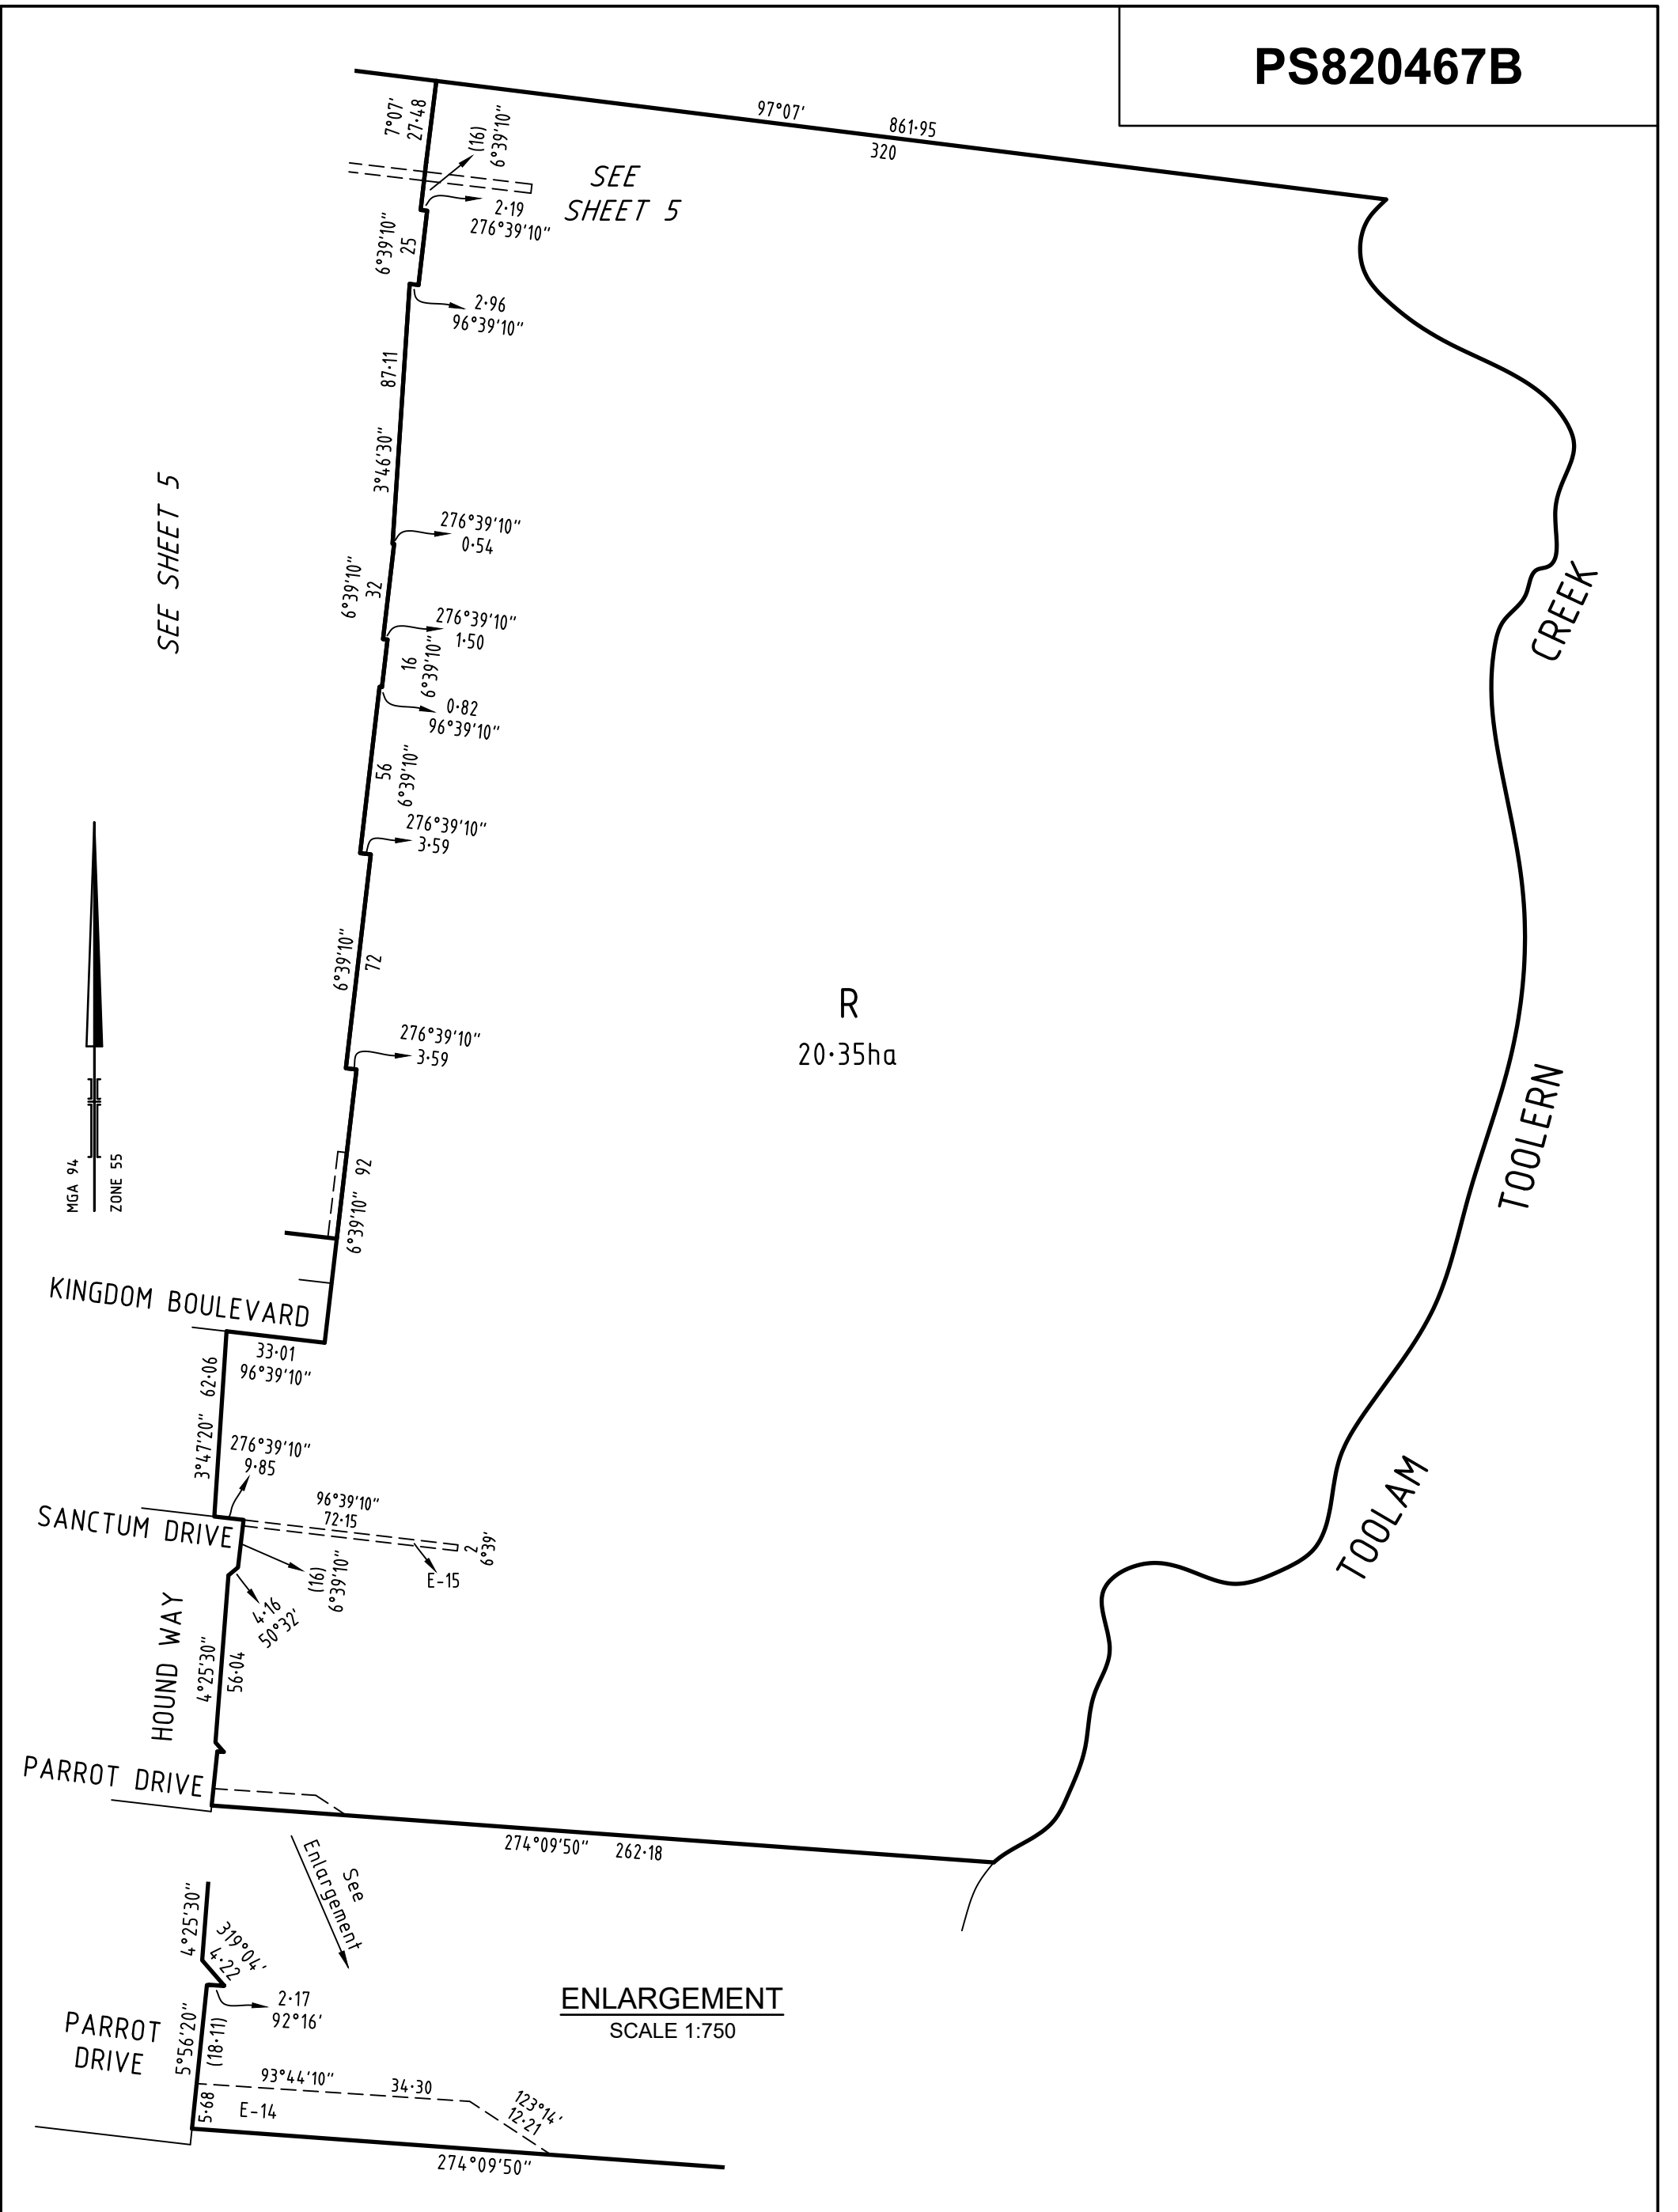 PS820467B
97°07'
861·95
320
7°07'
27·48
(16)
6°39'10"
SEE
SHEET 5
2·19
276°39'10"
6°39'10"
25
2·96
96°39'10"
87·11
3°46'30"
SEE SHEET 5
276°39'10"
0·54
6°39'10"
32
276°39'10"
1·50
16
6°39'10"
0·82
96°39'10"
56
6°39'10"
276°39'10"
3·59
6°39'10"
72
R
20·35ha
276°39'10"
3·59
6°39'10" 92
MGA 94
ZONE 55
CREEK
TOOLERN
TOOLAM
KINGDOM BOULEVARD
33·01
96°39'10"
3°47'20" 62·06
276°39'10"
9·85
SANCTUM DRIVE
96°39'10"
72·15
2
6°39'
E-15
(16)
6°39'10"
4·16
50°32'
HOUND WAY
4°25'30"
56·04
PARROT DRIVE
274°09'50" 262·18
See
Enlargement
4°25'30"
319°04'
4·22
2·17
92°16'
ENLARGEMENT
SCALE 1:750
PARROT
DRIVE
5°56'20"
(18·11)
93°44'10" 34·30
123°14'
12·21
5·68
E-14
274°09'50"